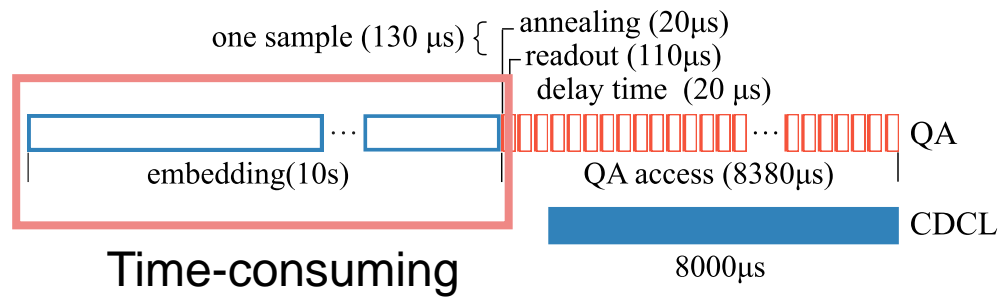 one sample (130 μs) {
annealing (20μs)
readout (110μs)
delay time (20 μs)
... ... QA
embedding(10s)
QA access (8380μs)
CDCL
Time-consuming
8000μs